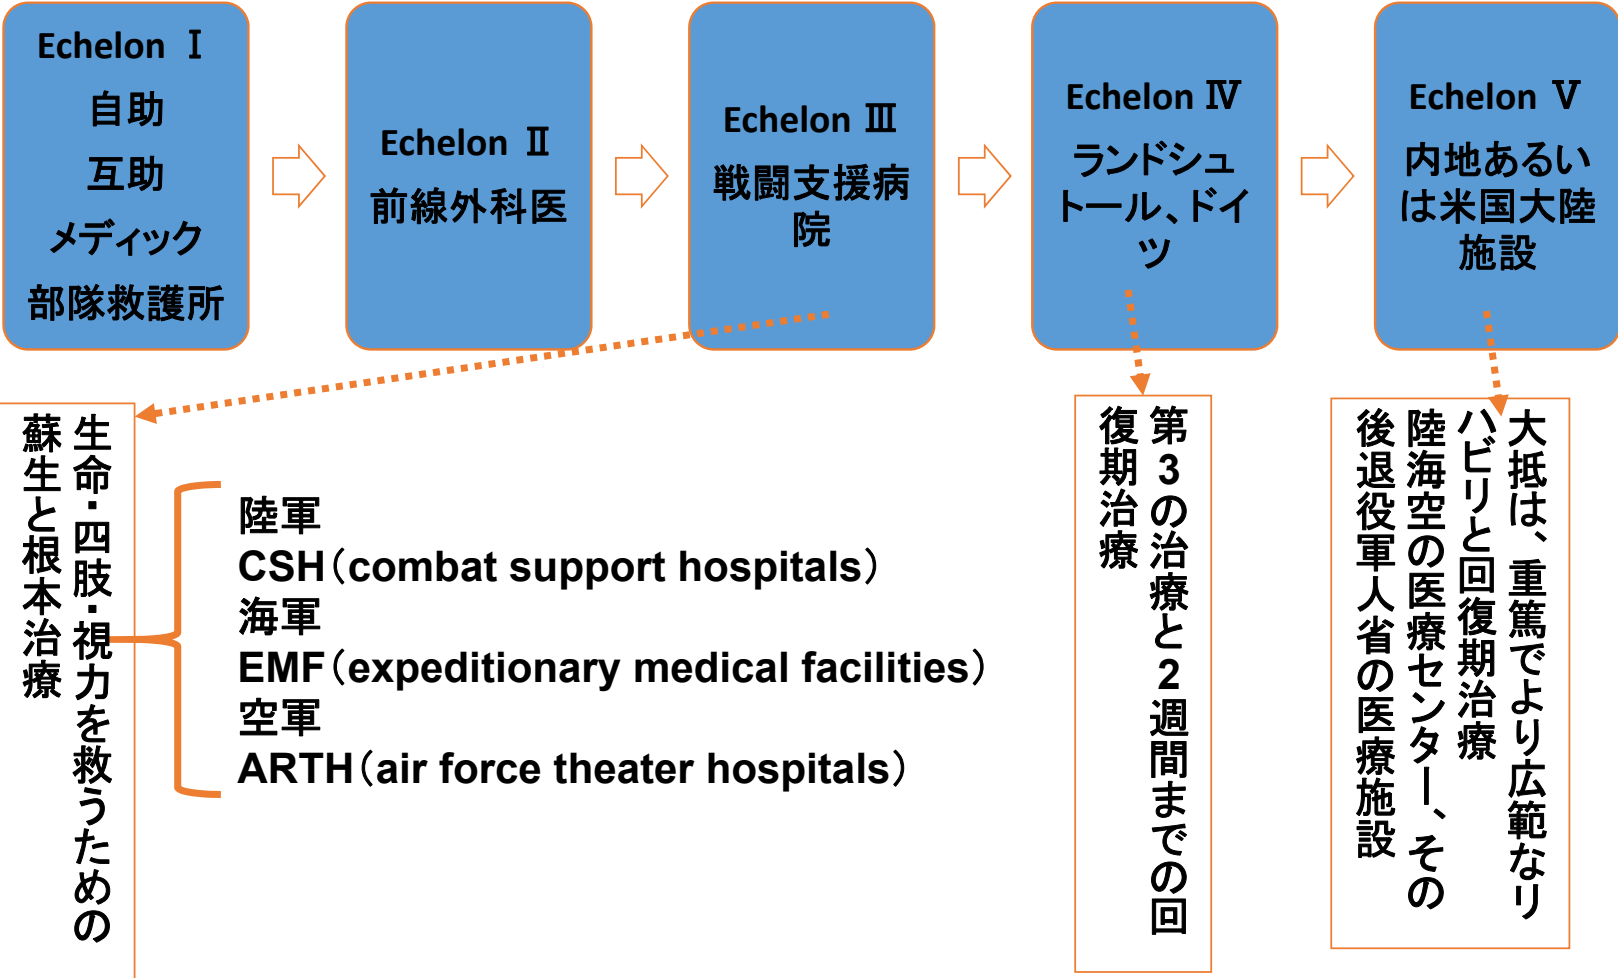 Echelon Ⅰ
自助
互助
メディック
部隊救護所
Echelon Ⅱ
前線外科医
Echelon Ⅲ
戦闘支援病
院
Echelon Ⅳ
ランドシュ
トール、ドイ
ツ
Echelon Ⅴ
内地あるい
は米国大陸
施設
生命・四肢・視力を救うための
蘇生と根本治療
陸軍
CSH(combat support hospitals)
海軍
EMF(expeditionary medical facilities)
空軍
ARTH(air force theater hospitals)
第3の治療と2週間までの回
復期治療
大抵は、重篤でより広範なリ
ハビリと回復期治療
陸海空の医療センター、その
後退役軍人省の医療施設